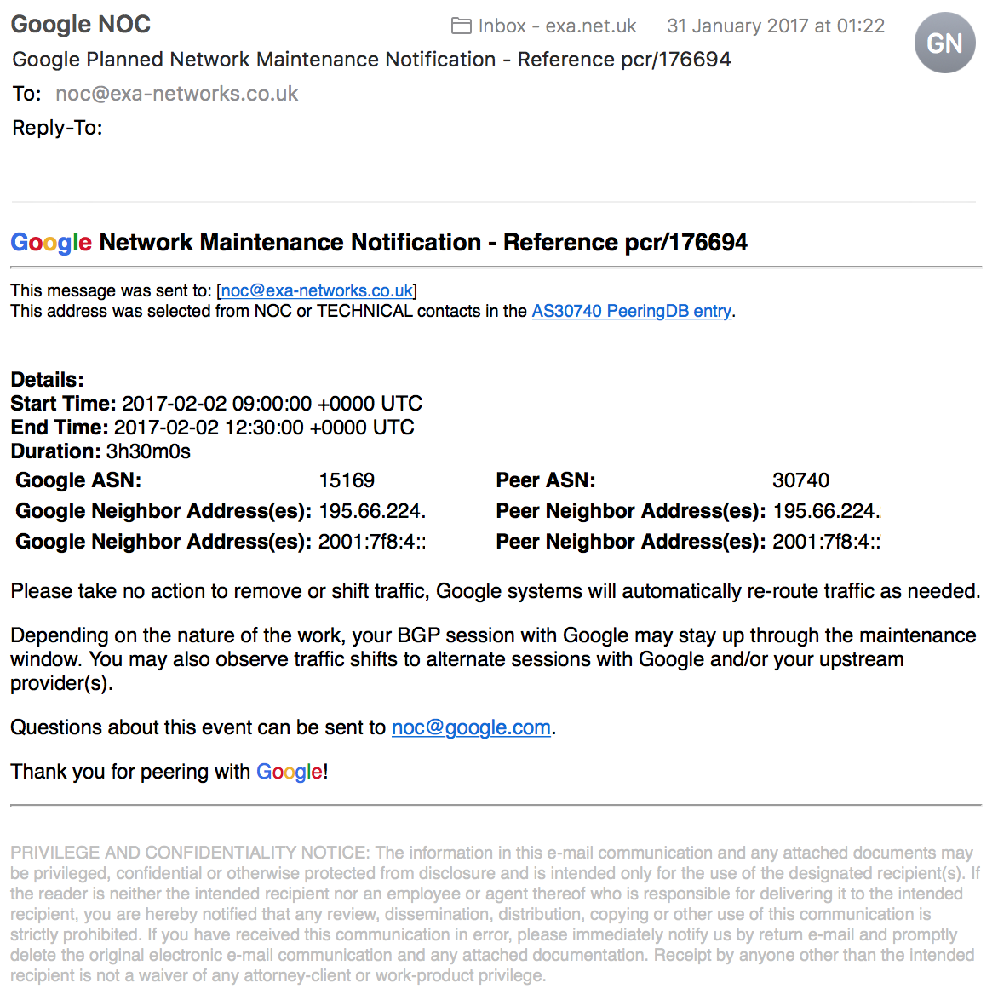 Google NOC
Inbox - exa.net.uk
31 January 2017 at 01:22
GN
Google Planned Network Maintenance Notification - Reference pcr/176694
To: noc@exa-networks.co.uk
Reply-To:
Google Network Maintenance Notification - Reference pcr/176694
This message was sent to: [noc@exa-networks.co.uk]
This address was selected from NOC or TECHNICAL contacts in the AS30740 PeeringDB entry.
Details:
Start Time: 2017-02-02 09:00:00 +0000 UTC
End Time: 2017-02-02 12:30:00 +0000 UTC
Duration: 3h30m0s
Google ASN: 15169 Peer ASN: 30740
Google Neighbor Address(es): 195.66.224. Peer Neighbor Address(es): 195.66.224.
Google Neighbor Address(es): 2001:7f8:4:: Peer Neighbor Address(es): 2001:7f8:4::
Please take no action to remove or shift traffic, Google systems will automatically re-route traffic as needed.
Depending on the nature of the work, your BGP session with Google may stay up through the maintenance
window. You may also observe traffic shifts to alternate sessions with Google and/or your upstream
provider(s).
Questions about this event can be sent to noc@google.com.
Thank you for peering with Google!
PRIVILEGE AND CONFIDENTIALITY NOTICE: The information in this e-mail communication and any attached documents may
be privileged, confidential or otherwise protected from disclosure and is intended only for the use of the designated recipient(s). If
the reader is neither the intended recipient nor an employee or agent thereof who is responsible for delivering it to the intended
recipient, you are hereby notified that any review, dissemination, distribution, copying or other use of this communication is
strictly prohibited. If you have received this communication in error, please immediately notify us by return e-mail and promptly
delete the original electronic e-mail communication and any attached documentation. Receipt by anyone other than the intended
recipient is not a waiver of any attorney-client or work-product privilege.